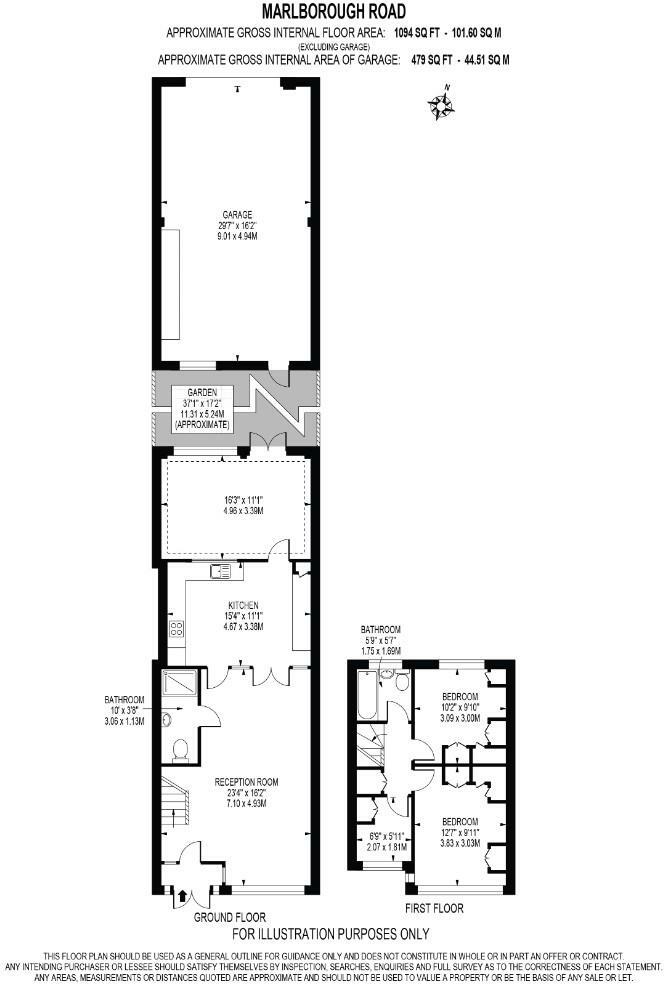 MARLBOROUGH ROAD
APPROXIMATE GROSS INTERNAL FLOOR AREA: 1094 SQ FT - 101.60 SQ M
(EXCLUDING GARAGE)
APPROXIMATE GROSS INTERNAL AREA OF GARAGE: 479 SQ FT - 44.51 SQ M
N
GARAGE
29'7" x 16'2"
9.01 x 4.94M
GARDEN
37'1" x 17'2"
11.31 x 5.24M
(APPROXIMATE)
16'3" x 11'1"
4.96 x 3.39M
KITCHEN
15'4" x 11'1"
4.67 x 3.38M
BATHROOM
10' x 3'8"
3.06 x 1.13M
RECEPTION ROOM
23'4" x 16'2"
7.10 x 4.93M
GROUND FLOOR
BATHROOM
5'9" x 5'7"
1.75 x 1.69M
BEDROOM
10'2" x 9'10"
3.09 x 3.00M
BEDROOM
12'7" x 9'11"
3.83 x 3.03M
6'9" x 5'11"
2.07 x 1.81M
FIRST FLOOR
FOR ILLUSTRATION PURPOSES ONLY
THIS FLOOR PLAN SHOULD BE USED AS A GENERAL OUTLINE FOR GUIDANCE ONLY AND DOES NOT CONSTITUTE IN WHOLE OR IN PART AN OFFER OR CONTRACT.
ANY INTENDING PURCHASER OR LESSEE SHOULD SATISFY THEMSELVES BY INSPECTION, SEARCHES, ENQUIRIES AND FULL SURVEY AS TO THE CORRECTNESS OF EACH STATEMENT.
ANY AREAS, MEASUREMENTS OR DISTANCES QUOTED ARE APPROXIMATE AND SHOULD NOT BE USED TO VALUE A PROPERTY OR BE THE BASIS OF ANY SALE OR LET.